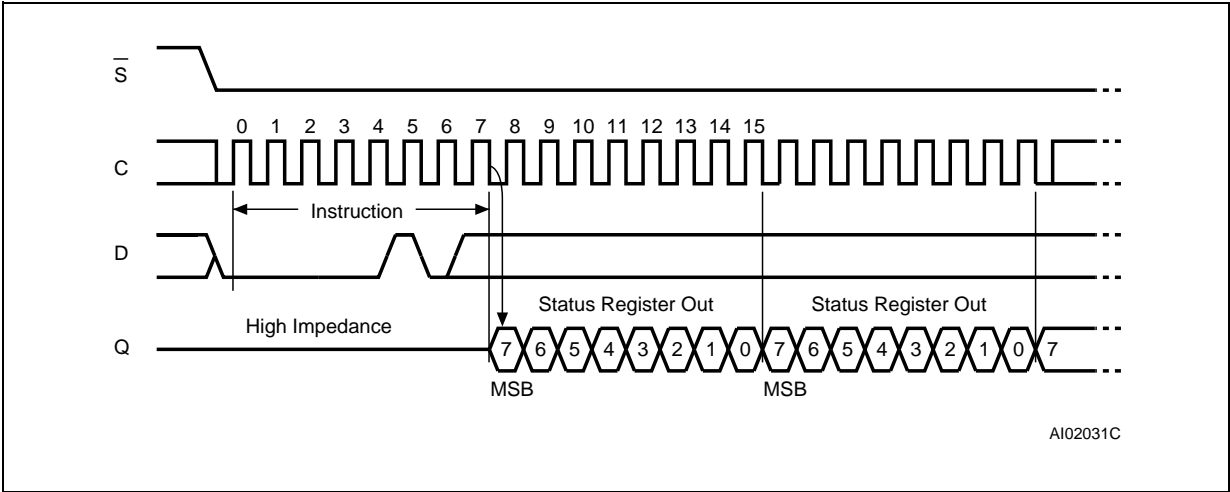 S̅
0 1 2 3 4 5 6 7 8 9 10 11 12 13 14 15
C
Instruction
D
Status Register Out Status Register Out
High Impedance
Q
7 6 5 4 3 2 1 0 7 6 5 4 3 2 1 0 7
MSB MSB
AI02031C